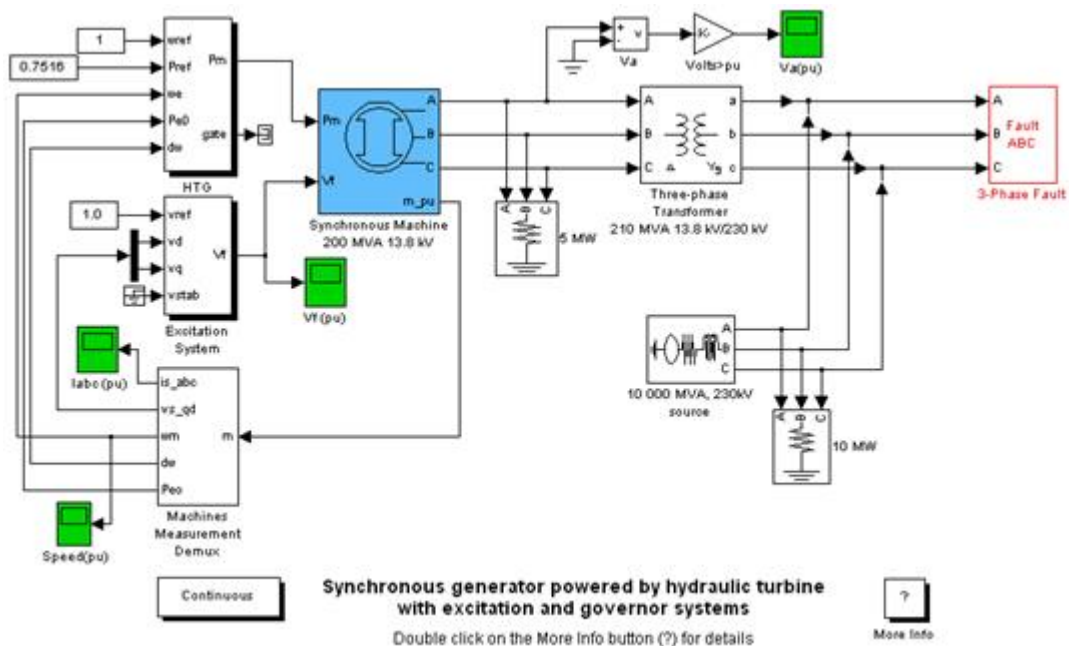 1
0.7516
wref
Pref
we
Pe0
dw
Pm
gate
HTG
1.0
vref
vd
vq
vstab
Vf
Excitation
System
Vf(pu)
Iabc(pu)
is_abc
vs_qd
wm
dw
Peo
m
Machines
Measurement
Demux
Speed(pu)
Pm
Vf
A
B
C
m_pu
Synchronous Machine
200 MVA 13.8 kV
A
B
C
5 MW
+
-
v
Va
K-
Volts>pu
Va(pu)
A
B
C
a
b
c
Δ
Yg
Three-phase
Transformer
210 MVA 13.8 kV/230 kV
A
B
C
Fault
ABC
3-Phase Fault
A
B
C
10 000 MVA, 230kV
source
A
B
C
10 MW
Continuous
Synchronous generator powered by hydraulic turbine
with excitation and governor systems
Double click on the More Info button (?) for details
?
More Info